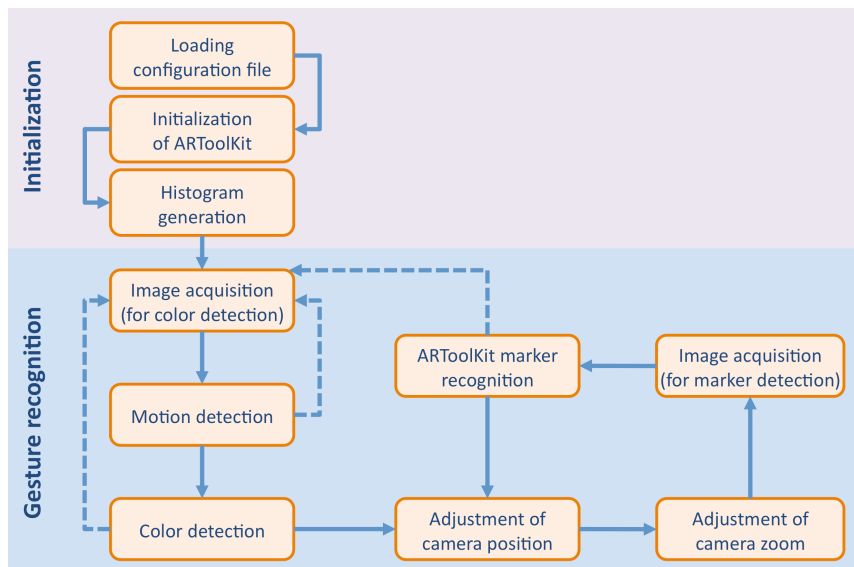 Initialization
Loading
configuration file
Initialization
of ARToolKit
Histogram
generation
Gesture recognition
Image acquisition
(for color detection)
ARToolKit marker
recognition
Image acquisition
(for marker detection)
Motion detection
Color detection
Adjustment of
camera position
Adjustment of
camera zoom